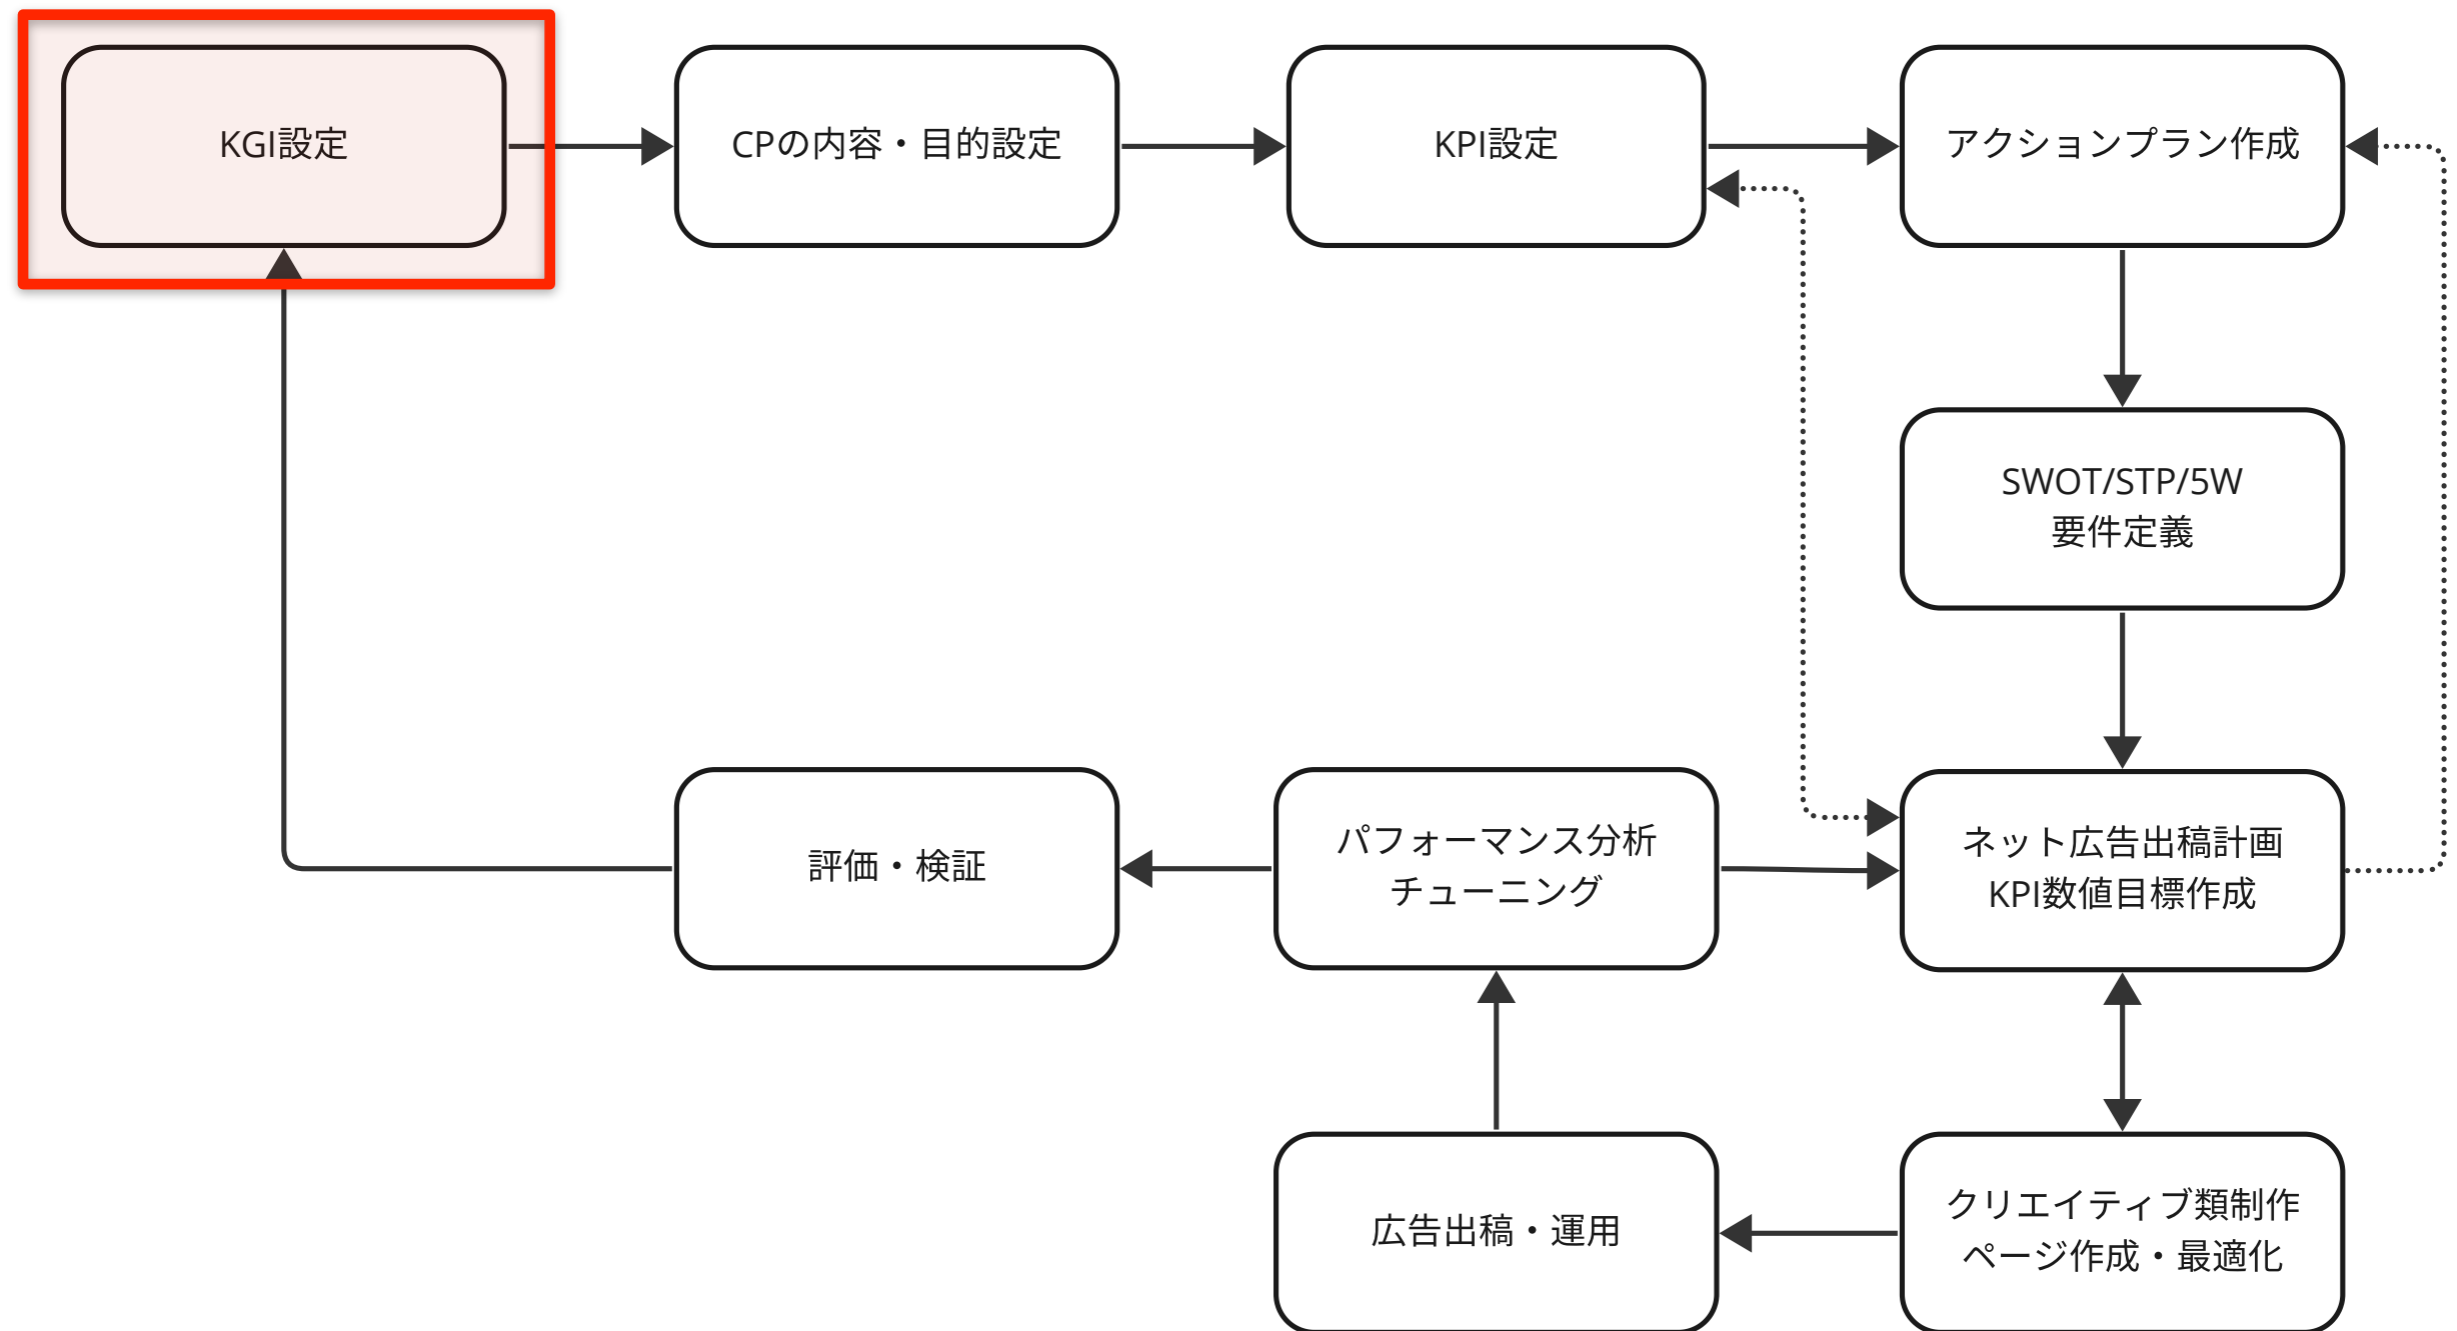 KGI設定
CPの内容・目的設定
KPI設定
アクションプラン作成
SWOT/STP/5W
要件定義
ネット広告出稿計画
KPI数値目標作成
パフォーマンス分析
チューニング
評価・検証
クリエイティブ類制作
ページ作成・最適化
広告出稿・運用